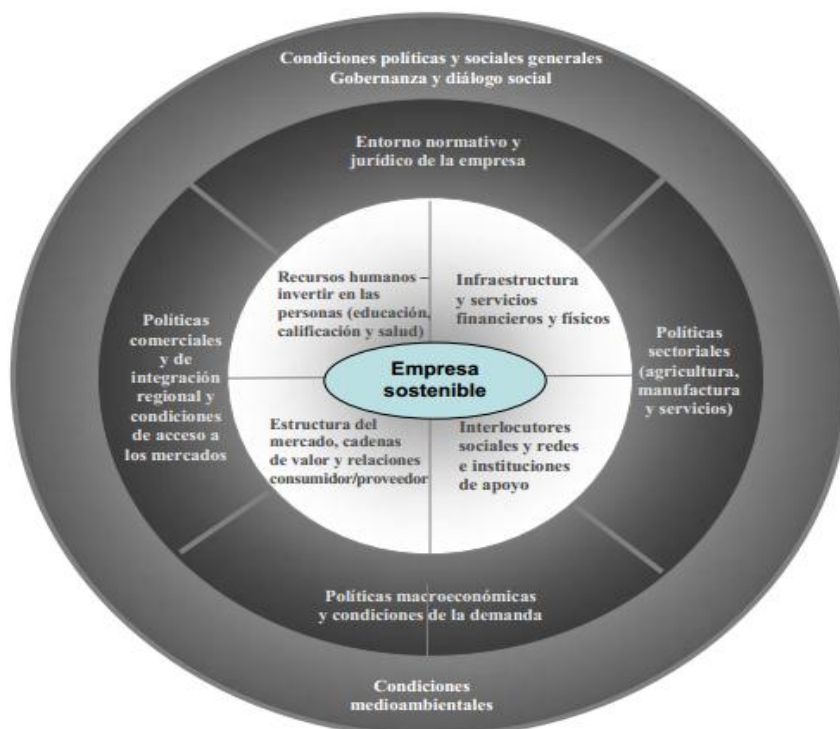 Condiciones políticas y sociales generales
Gobernanza y diálogo social
Entorno normativo y
jurídico de la empresa
Recursos humanos –
invertir en las
personas (educación,
calificación y salud)
Infraestructura
y servicios
financieros y físicos
Políticas
comerciales
y de
integración
regional y
condiciones
de acceso a
los mercados
Empresa
sostenible
Políticas
sectoriales
(agricultura,
manufactura
y servicios)
Estructura del
mercado, cadenas
de valor y relaciones
consumidor/proveedor
Interlocutores
sociales y redes
e instituciones
de apoyo
Políticas macroeconómicas
y condiciones de la demanda
Condiciones
medioambientales